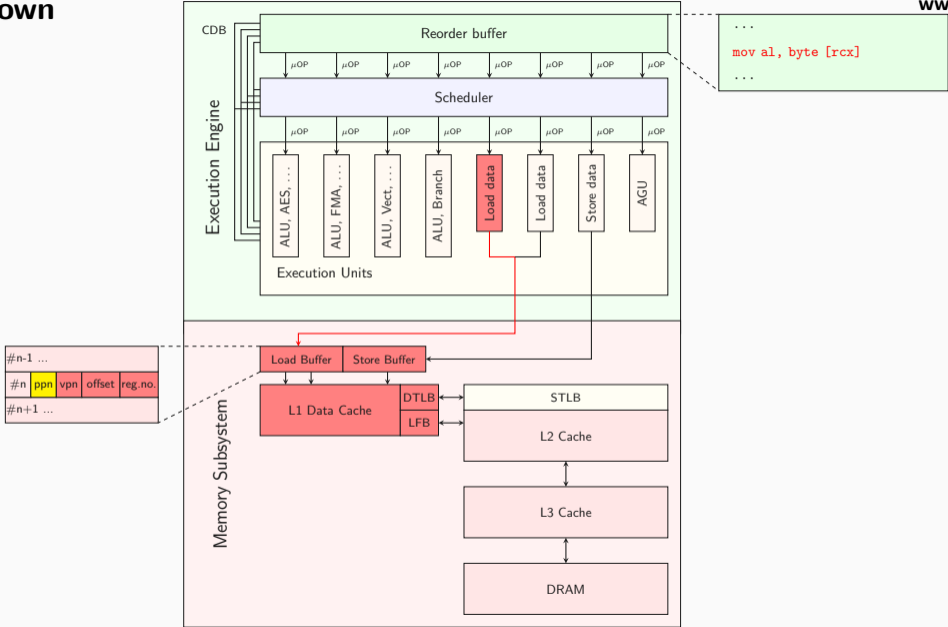 own
ww
CDB
Reorder buffer
...
mov al, byte [rcx]
...
μOP μOP μOP μOP μOP μOP μOP μOP
Scheduler
μOP μOP μOP μOP μOP μOP μOP μOP
Execution Engine
ALU, AES, ...
ALU, FMA, ...
ALU, Vect, ...
ALU, Branch
Load data
Load data
Store data
AGU
Execution Units
#n-1 ...
#n ppn vpn offset reg.no.
#n+1 ...
Load Buffer Store Buffer
L1 Data Cache
DTLB
LFB
STLB
L2 Cache
Memory Subsystem
L3 Cache
DRAM